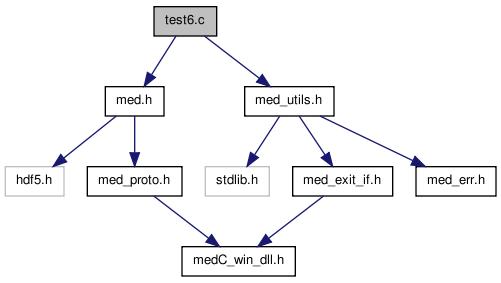 test6.c
med.h
med_utils.h
hdf5.h
med_proto.h
stdlib.h
med_exit_if.h
med_err.h
medC_win_dll.h